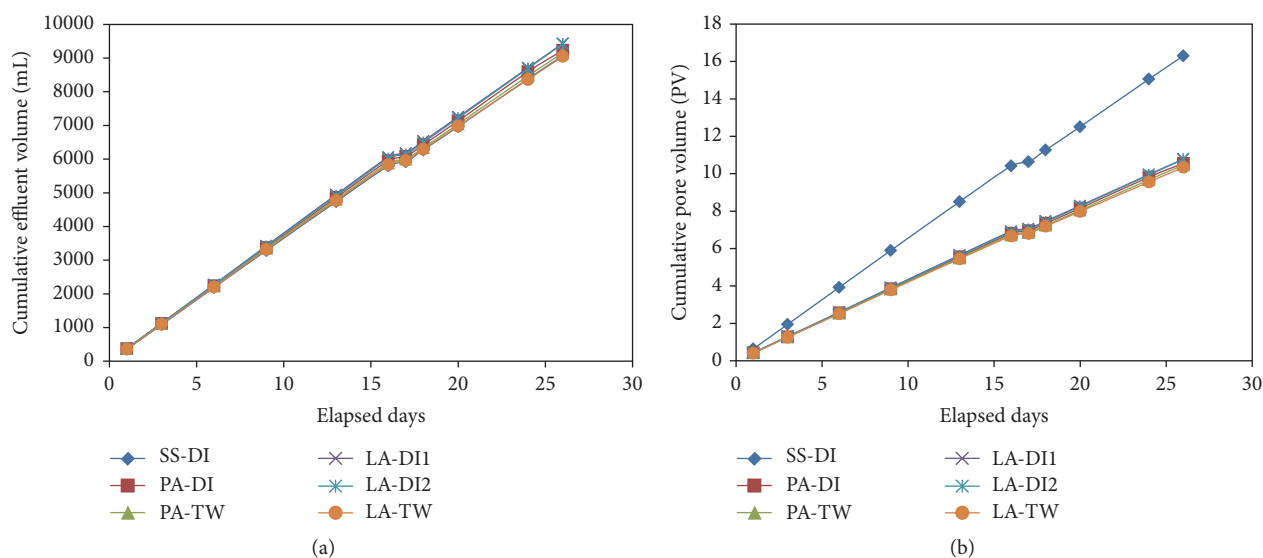 Cumulative effluent volume (mL)
10000
9000
8000
7000
6000
5000
4000
3000
2000
1000
0
0 5 10 15 20 25 30
Elapsed days
SS-DI LA-DI1
PA-DI LA-DI2
PA-TW LA-TW
(a)
Cumulative pore volume (PV)
18
16
14
12
10
8
6
4
2
0
0 5 10 15 20 25 30
Elapsed days
SS-DI LA-DI1
PA-DI LA-DI2
PA-TW LA-TW
(b)